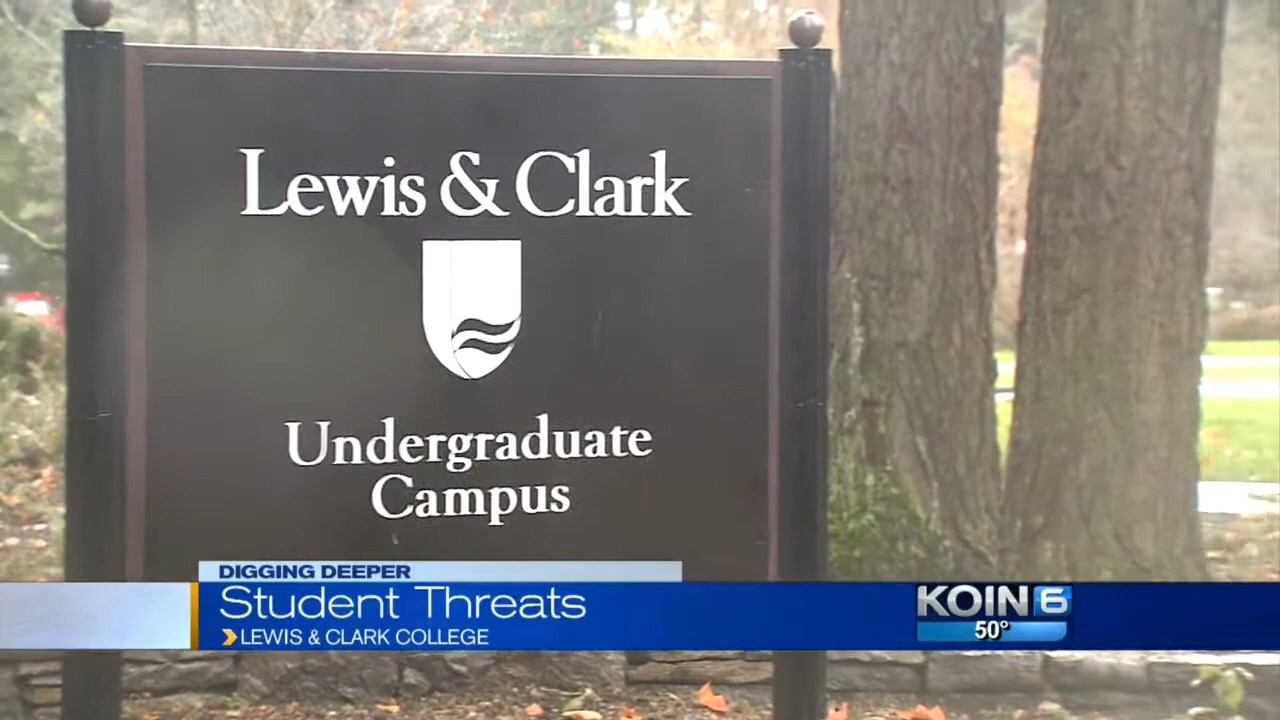 Lewis & Clark
Undergraduate
Campus
DIGGING DEEPER
Student Threats
LEWIS & CLARK COLLEGE
KOIN 6
50°